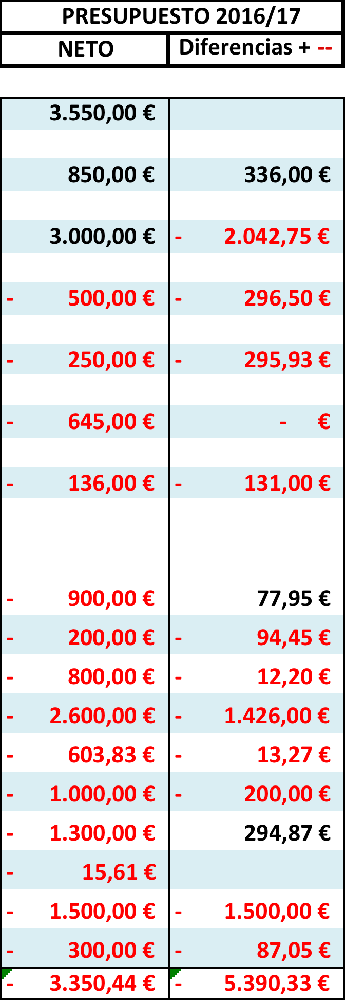 PRESUPUESTO 2016/17
NETO Diferencias + --
3.550,00 €
850,00 € 336,00 €
3.000,00 € - 2.042,75 €
- 500,00 € - 296,50 €
- 250,00 € - 295,93 €
- 645,00 € - €
- 136,00 € - 131,00 €
- 900,00 € 77,95 €
- 200,00 € - 94,45 €
- 800,00 € - 12,20 €
- 2.600,00 € - 1.426,00 €
- 603,83 € - 13,27 €
- 1.000,00 € - 200,00 €
- 1.300,00 € 294,87 €
- 15,61 €
- 1.500,00 € - 1.500,00 €
- 300,00 € - 87,05 €
- 3.350,44 € - 5.390,33 €